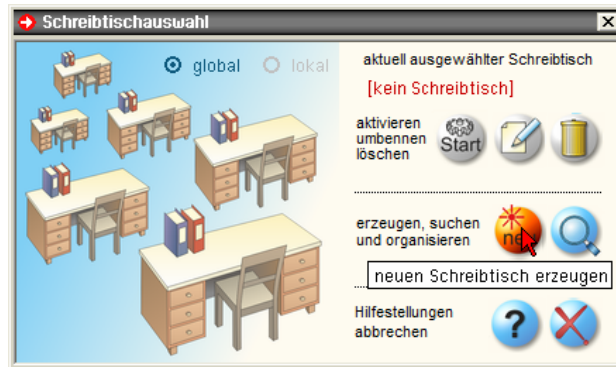 Schreibtischauswahl
global
lokal
aktuell ausgewählter Schreibtisch
[kein Schreibtisch]
aktivieren
umbennen
löschen
Start
erzeugen, suchen
und organisieren
neuen Schreibtisch erzeugen
Hilfestellungen
abbrechen
?